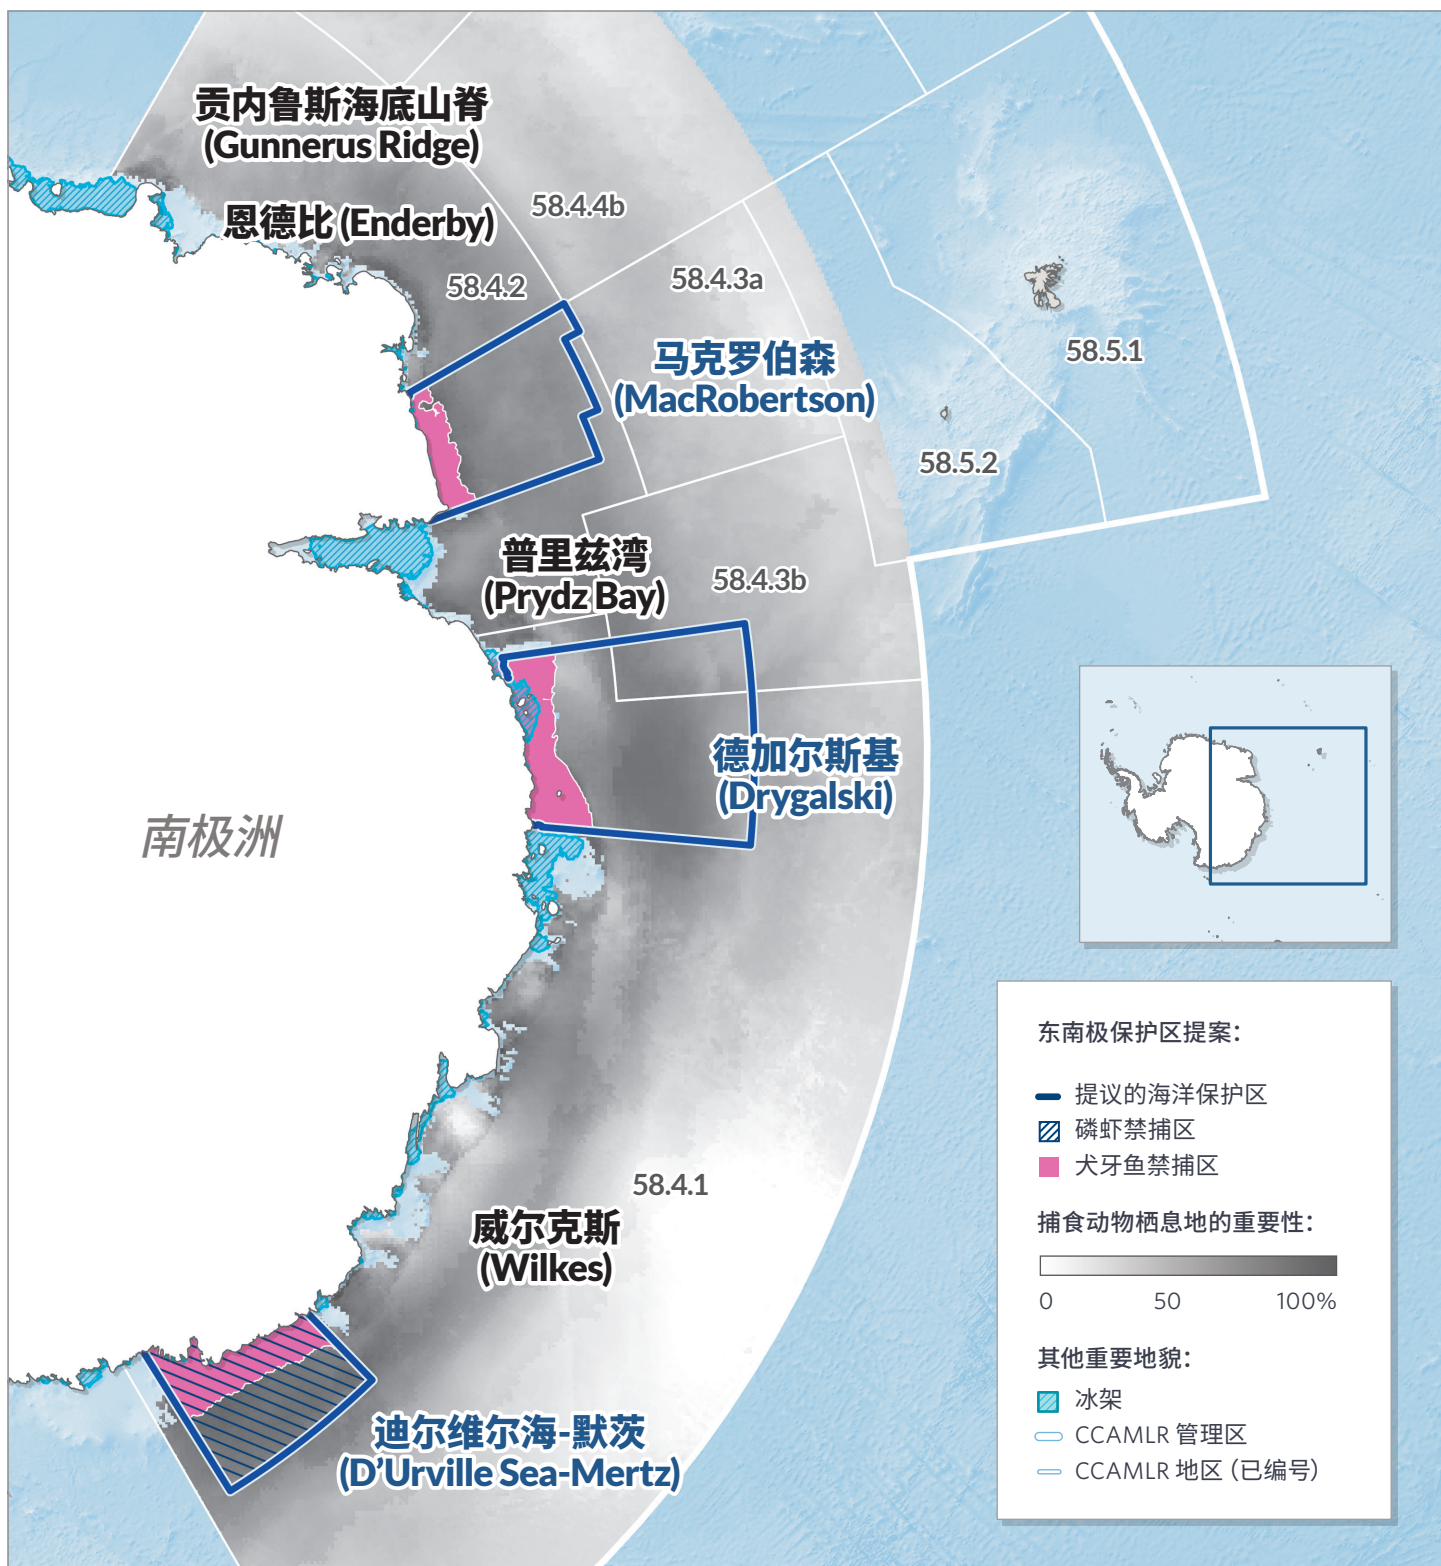 贡内鲁斯海底山脊
(Gunnerus Ridge)
58.4.4b
恩德比 (Enderby)
58.4.2
58.4.3a
马克罗伯森
(MacRobertson)
58.5.1
58.5.2
普里兹湾
(Prydz Bay)
58.4.3b
德加尔斯基
(Drygalski)
南极洲
58.4.1
威尔克斯
(Wilkes)
迪尔维尔海-默茨
(D’Urville Sea-Mertz)
东南极保护区提案：
提议的海洋保护区
磷虾禁捕区
犬牙鱼禁捕区
捕食动物栖息地的重要性：
0 50 100%
其他重要地貌：
冰架
CCAMLR 管理区
CCAMLR 地区（已编号）